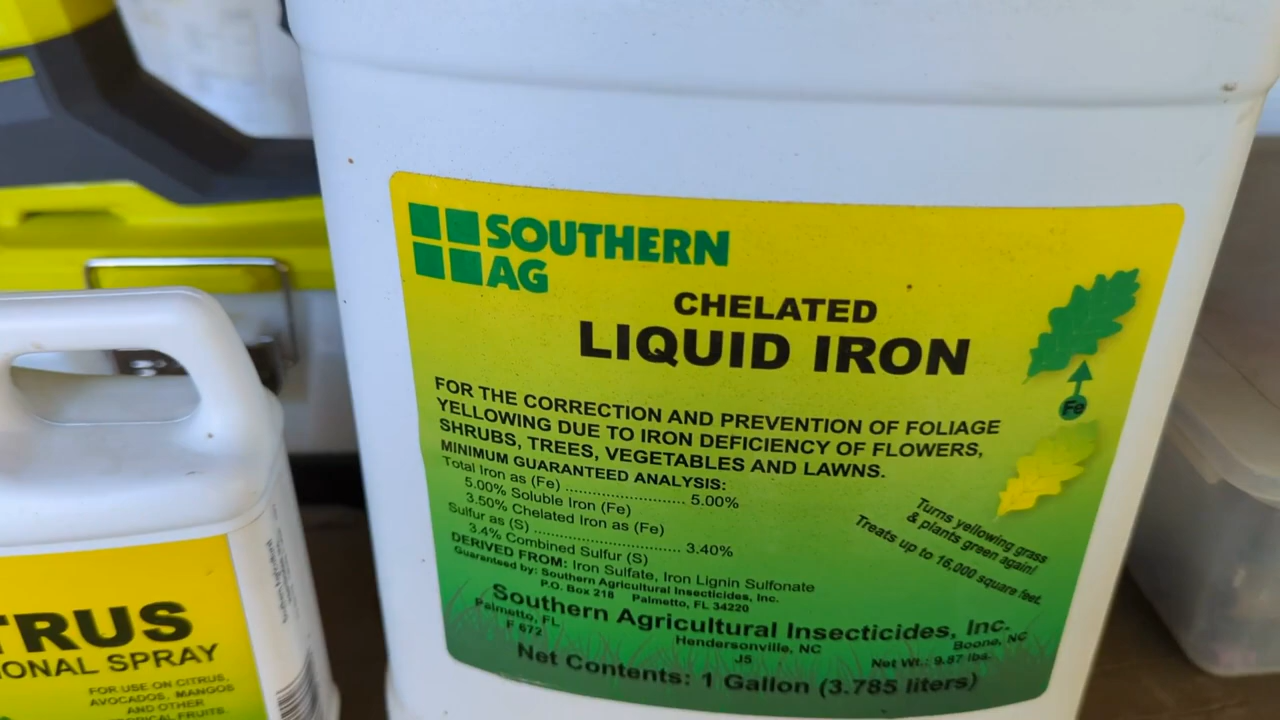 SOUTHERN
AG
CHELATED
LIQUID IRON
FOR THE CORRECTION AND PREVENTION OF FOLIAGE
YELLOWING DUE TO IRON DEFICIENCY OF FLOWERS,
SHRUBS, TREES, VEGETABLES AND LAWNS.
MINIMUM GUARANTEED ANALYSIS:
Total Iron as (Fe) ........................ 5.00%
5.00% Soluble Iron (Fe)
3.50% Chelated Iron as (Fe)
Sulfur as (S) .............................. 3.40%
3.4% Combined Sulfur (S)
DERIVED FROM: Iron Sulfate, Iron Lignin Sulfonate
Guaranteed by: Southern Agricultural Insecticides, Inc.
P.O. Box 218 Palmetto, FL 34220
Southern Agricultural Insecticides, Inc.
Palmetto, FL Hendersonville, NC Boone, NC
F 672 J5 Net Wt.: 9.87 lbs.
Net Contents: 1 Gallon (3.785 liters)
Fe
Turns yellowing grass
& plants green again!
Treats up to 16,000 square feet.
TRUS
IONAL SPRAY
FOR USE ON CITRUS,
AVOCADOS, MANGOS
AND OTHER
FRUITS.